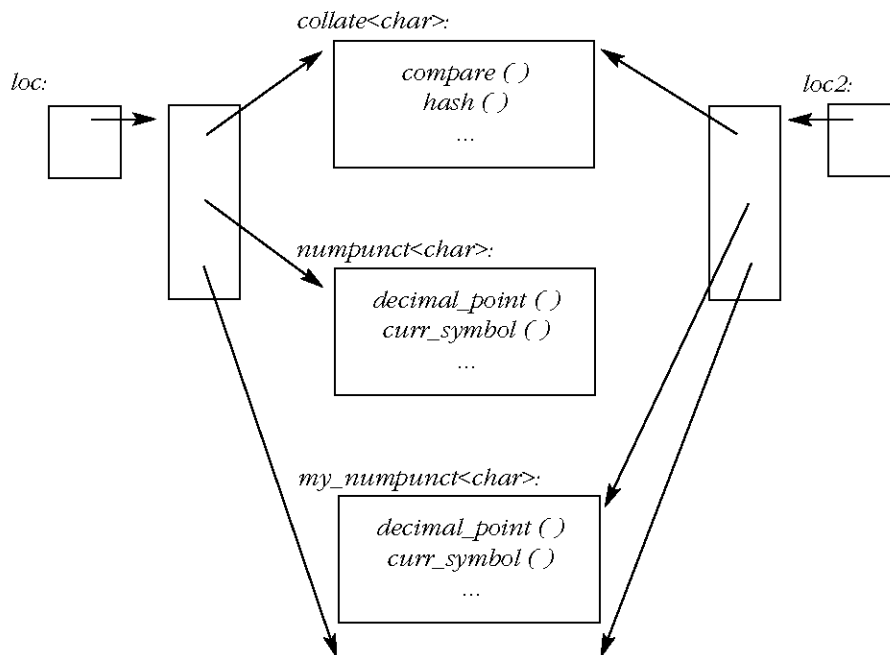 collate<char>:
compare ( )
hash ( )
...
loc:
loc2:
numpunct<char>:
decimal_point ( )
curr_symbol ( )
...
my_numpunct<char>:
decimal_point ( )
curr_symbol ( )
...